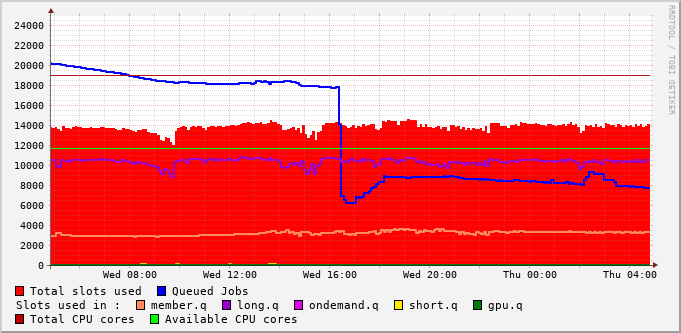 24000
22000
20000
18000
16000
14000
12000
10000
8000
6000
4000
2000
0
Wed 08:00 Wed 12:00 Wed 16:00 Wed 20:00 Thu 00:00 Thu 04:00
Total slots used Queued Jobs
Slots used in : member.q long.q ondemand.q short.q gpu.q
Total CPU cores Available CPU cores
RRDTOOL / TOBI OETIKER